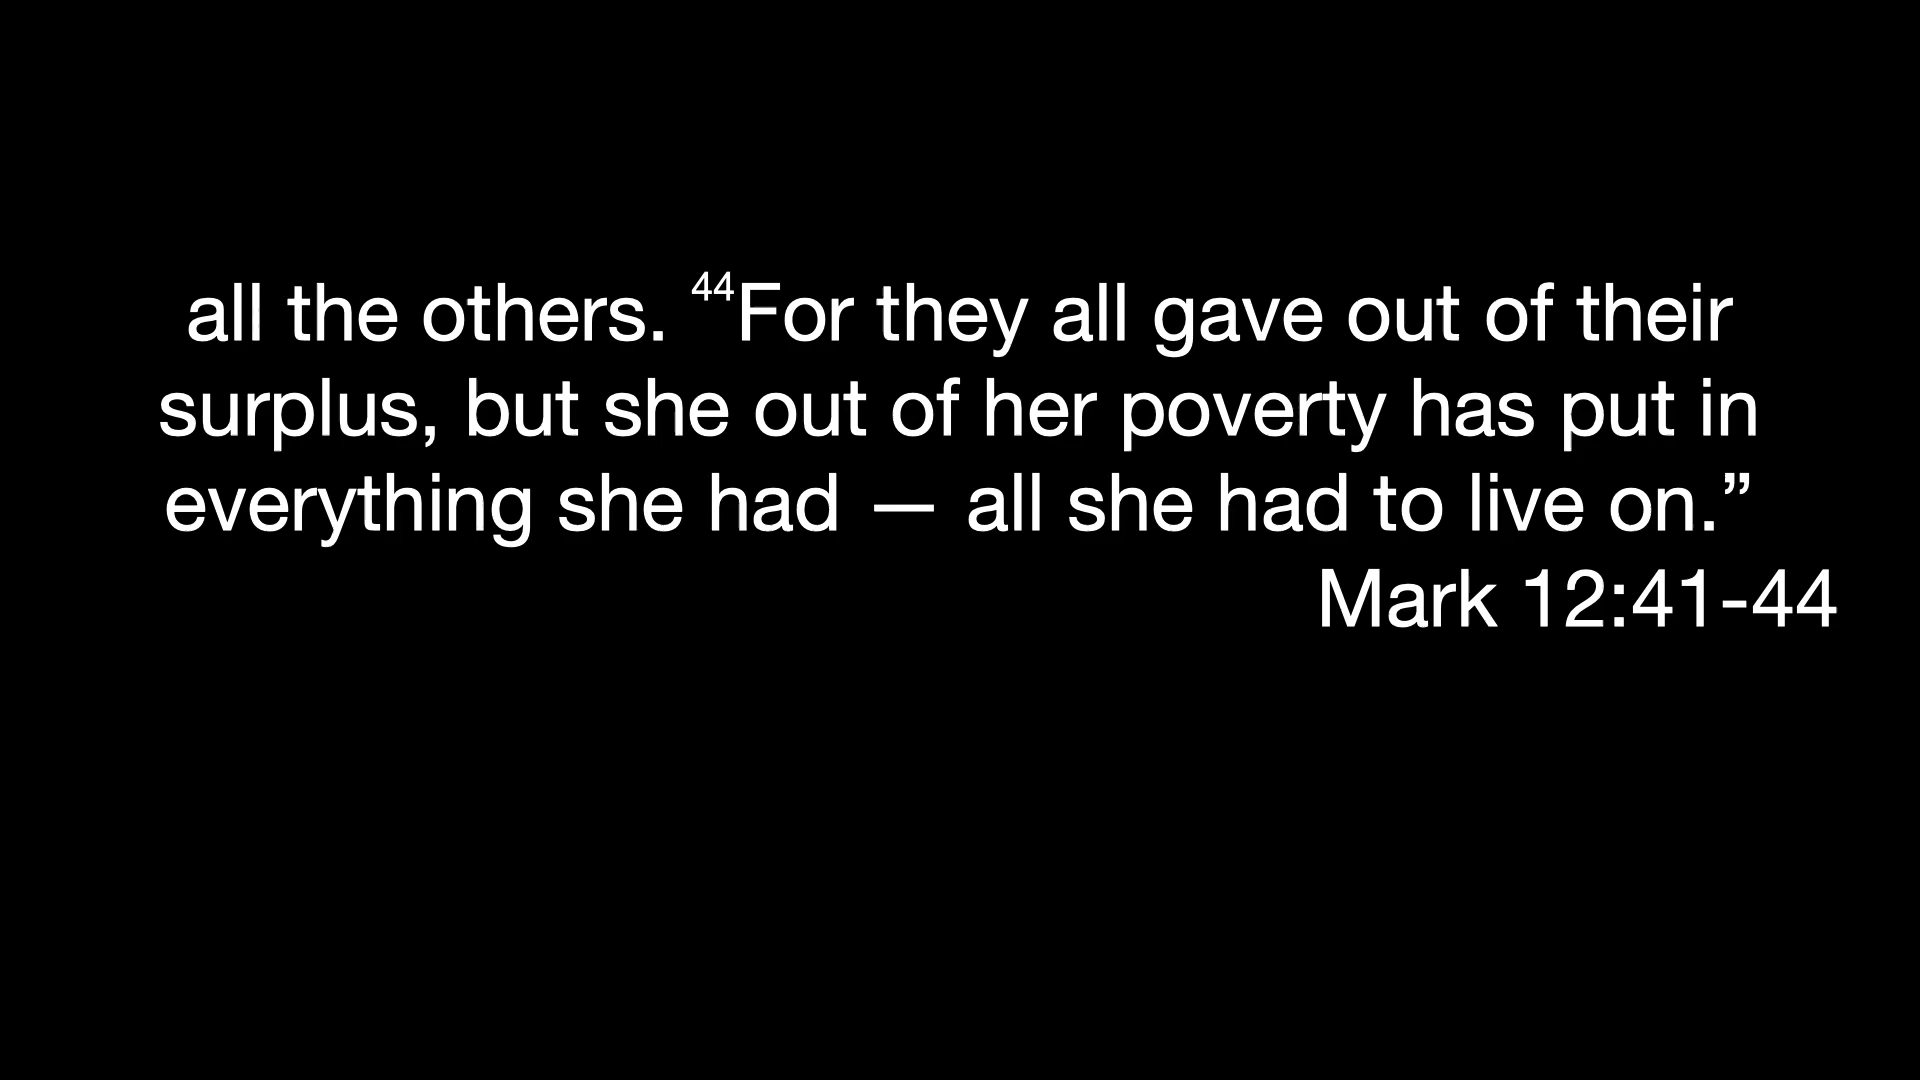 all the others. ⁴⁴For they all gave out of their
surplus, but she out of her poverty has put in
everything she had — all she had to live on.”
Mark 12:41-44